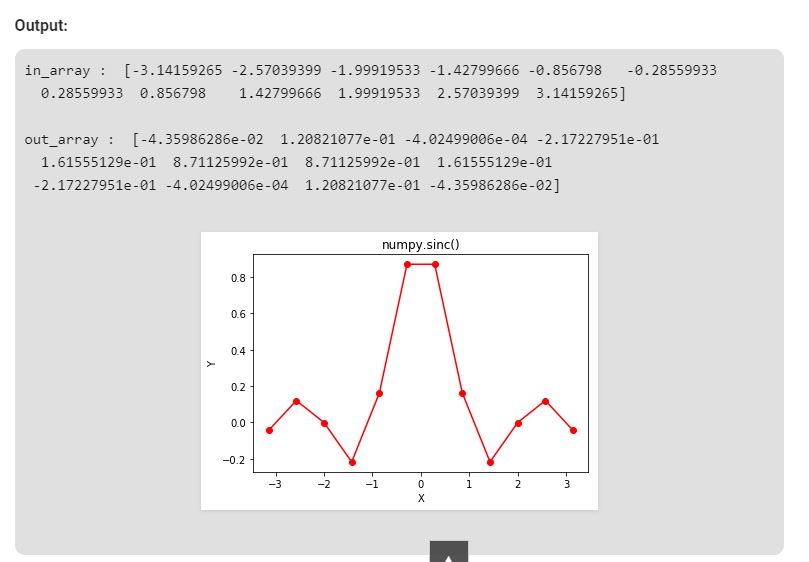 Output:
in_array :  [-3.14159265 -2.57039399 -1.99919533 -1.42799666 -0.856798   -0.28559933
  0.28559933  0.856798    1.42799666  1.99919533  2.57039399  3.14159265]
out_array :  [-4.35986286e-02  1.20821077e-01 -4.02499006e-04 -2.17227951e-01
  1.61555129e-01  8.71125992e-01  8.71125992e-01  1.61555129e-01
 -2.17227951e-01 -4.02499006e-04  1.20821077e-01 -4.35986286e-02]
numpy.sinc()
0.8
0.6
0.4
Y
0.2
0.0
−0.2
−3 −2 −1 0 1 2 3
X